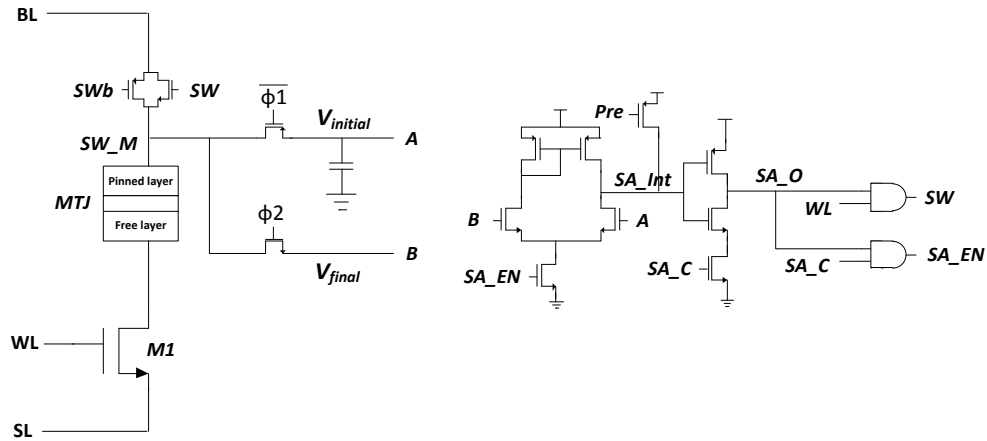 BL
SWb
SW
SW_M
ϕ1
V_initial
A
Pinned layer
MTJ
Free layer
ϕ2
V_final
B
WL
M1
SL
Pre
SA_Int
B
A
SA_EN
SA_C
SA_O
WL
SW
SA_C
SA_EN